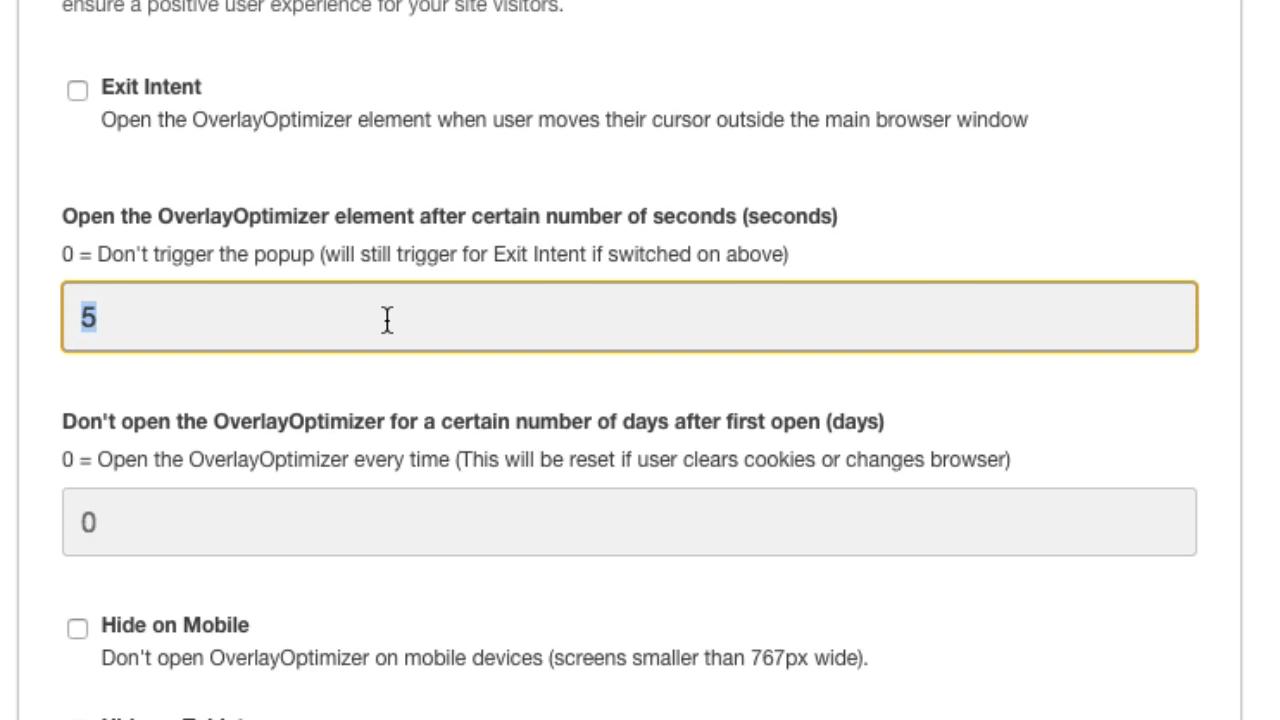 ensure a positive user experience for your site visitors.
Exit Intent
Open the OverlayOptimizer element when user moves their cursor outside the main browser window
Open the OverlayOptimizer element after certain number of seconds (seconds)
0 = Don't trigger the popup (will still trigger for Exit Intent if switched on above)
5
Don't open the OverlayOptimizer for a certain number of days after first open (days)
0 = Open the OverlayOptimizer every time (This will be reset if user clears cookies or changes browser)
0
Hide on Mobile
Don't open OverlayOptimizer on mobile devices (screens smaller than 767px wide).